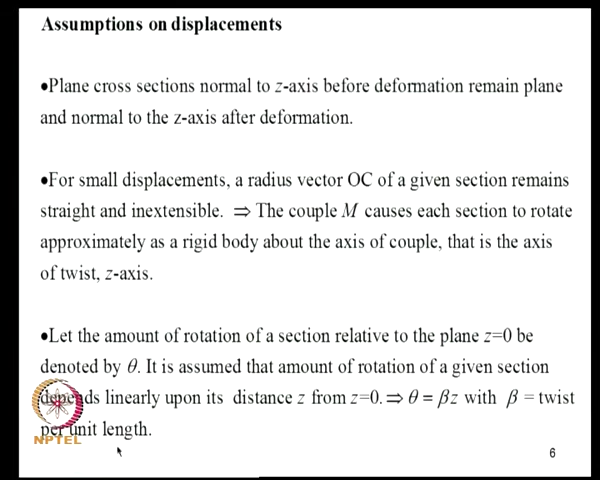 Assumptions on displacements
•Plane cross sections normal to z-axis before deformation remain plane
and normal to the z-axis after deformation.
•For small displacements, a radius vector OC of a given section remains
straight and inextensible. ⇒ The couple M causes each section to rotate
approximately as a rigid body about the axis of couple, that is the axis
of twist, z-axis.
•Let the amount of rotation of a section relative to the plane z=0 be
denoted by θ. It is assumed that amount of rotation of a given section
depends linearly upon its distance z from z=0. ⇒ θ = βz with β = twist
per unit length.
NPTEL
6